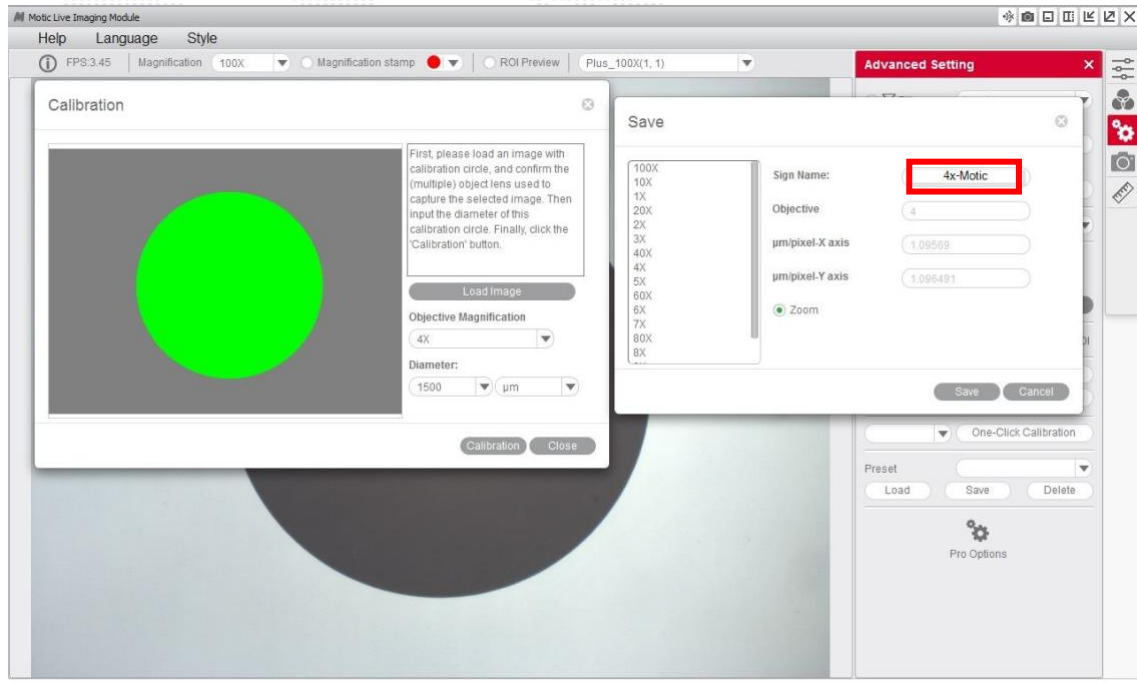 Motic Live Imaging Module
Help Language Style
FPS:3.45 Magnification 100X Magnification stamp ROI Preview Plus_100X(1, 1)
Advanced Setting
Calibration
First, please load an image with
calibration circle, and confirm the
(multiple) object lens used to
capture the selected image. Then
input the diameter of this
calibration circle. Finally, click the
'Calibration' button.
Load Image
Objective Magnification
4X
Diameter:
1500 µm
Calibration Close
Save
100X
10X
1X
20X
2X
3X
40X
4X
5X
60X
6X
7X
80X
8X
Sign Name: 4x-Motic
Objective 4
µm/pixel-X axis 1.09569
µm/pixel-Y axis 1.096491
Zoom
Save Cancel
One-Click Calibration
Preset
Load Save Delete
Pro Options